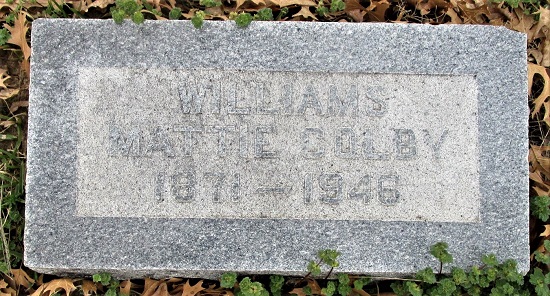 WILLIAMS
MATTIE COLBY
1871 — 1946